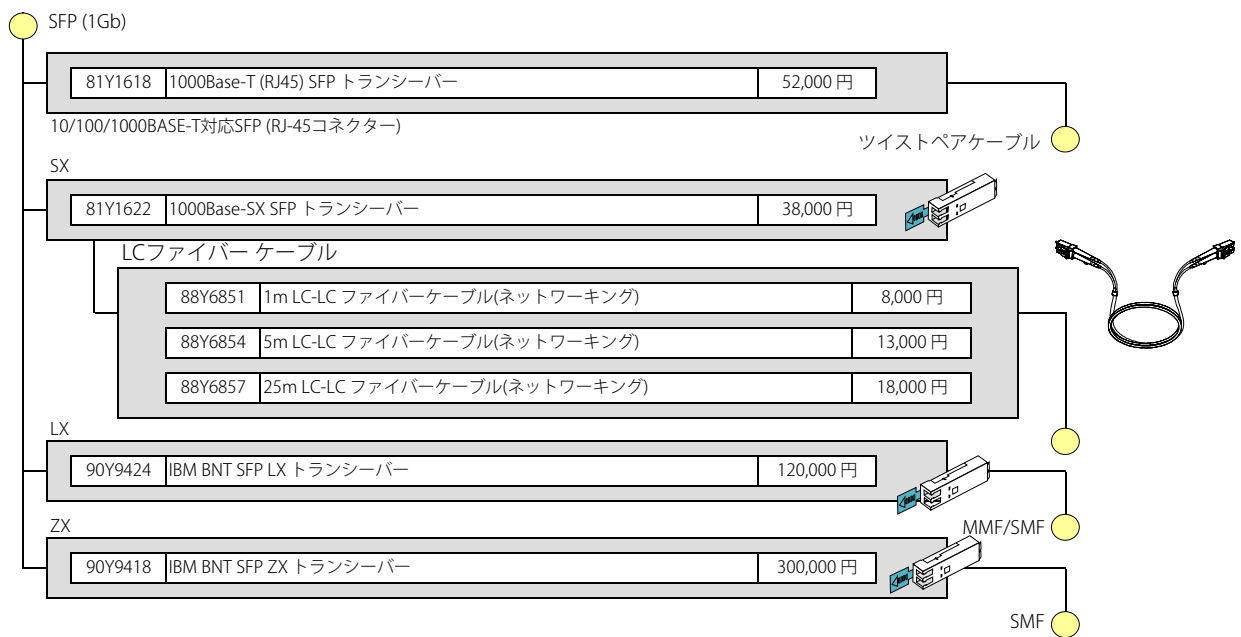 SFP (1Gb)
81Y1618 1000Base-T (RJ45) SFP トランシーバー 52,000 円
10/100/1000BASE-T対応SFP (RJ-45コネクター)
ツイストペアケーブル
SX
81Y1622 1000Base-SX SFP トランシーバー 38,000 円
LCファイバー ケーブル
88Y6851 1m LC-LC ファイバーケーブル(ネットワーキング) 8,000 円
88Y6854 5m LC-LC ファイバーケーブル(ネットワーキング) 13,000 円
88Y6857 25m LC-LC ファイバーケーブル(ネットワーキング) 18,000 円
LX
90Y9424 IBM BNT SFP LX トランシーバー 120,000 円
MMF/SMF
ZX
90Y9418 IBM BNT SFP ZX トランシーバー 300,000 円
SMF